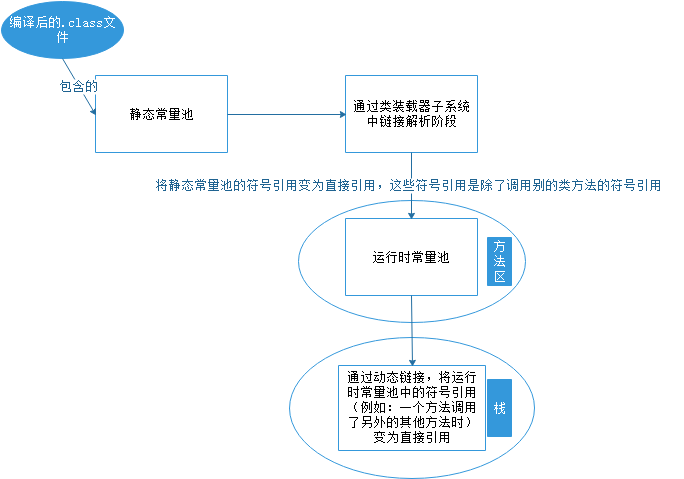 编译后的.class文
件
包含的
静态常量池
通过类装载器子系统
中链接解析阶段
将静态常量池的符号引用变为直接引用，这些符号引用是除了调用别的类方法的符号引用
运行时常量池
方
法
区
通过动态链接，将运行
时常量池中的符号引用
（例如：一个方法调用
了另外的其他方法时）
变为直接引用
栈